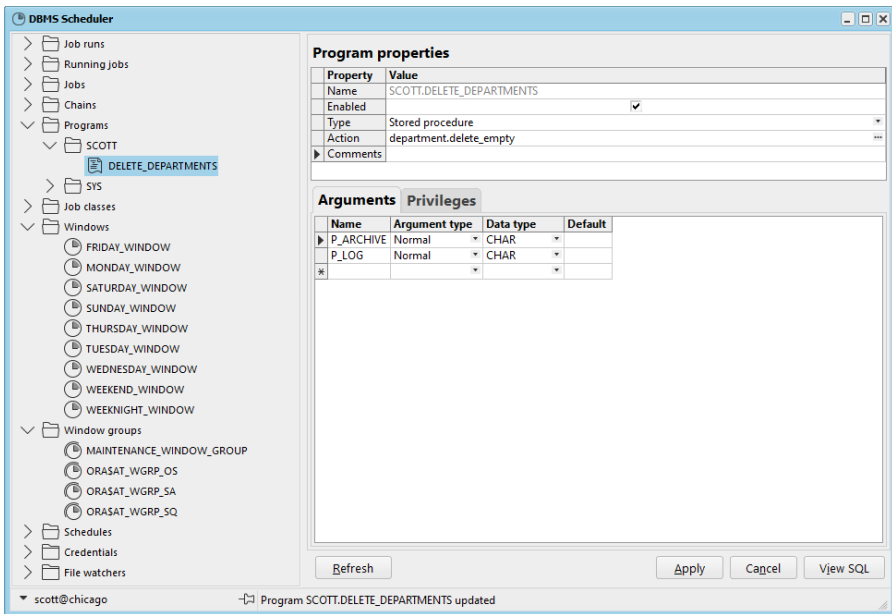 DBMS Scheduler
Job runs
Running jobs
Jobs
Chains
Programs
SCOTT
DELETE_DEPARTMENTS
SYS
Job classes
Windows
FRIDAY_WINDOW
MONDAY_WINDOW
SATURDAY_WINDOW
SUNDAY_WINDOW
THURSDAY_WINDOW
TUESDAY_WINDOW
WEDNESDAY_WINDOW
WEEKEND_WINDOW
WEEKNIGHT_WINDOW
Window groups
MAINTENANCE_WINDOW_GROUP
ORA$AT_WGRP_OS
ORA$AT_WGRP_SA
ORA$AT_WGRP_SQ
Schedules
Credentials
File watchers
Program properties
Property Value
Name SCOTT.DELETE_DEPARTMENTS
Enabled
Type Stored procedure
Action department.delete_empty ...
Comments
Arguments Privileges
Name Argument type Data type Default
P_ARCHIVE Normal CHAR
P_LOG Normal CHAR
*
Refresh Apply Cancel View SQL
scott@chicago Program SCOTT.DELETE_DEPARTMENTS updated